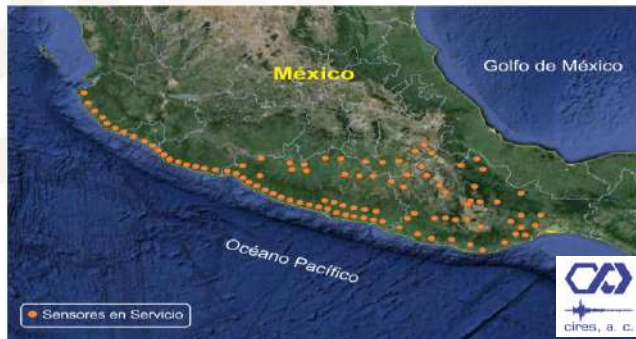 México
Golfo de México
Océano Pacífico
Sensores en Servicio
cires, a. c.